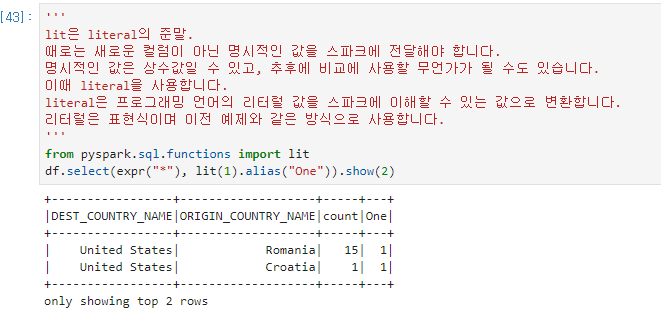 [43]: '''
lit은 literal의 준말.
때로는 새로운 컬럼이 아닌 명시적인 값을 스파크에 전달해야 합니다.
명시적인 값은 상수값일 수 있고, 추후에 비교에 사용할 무언가가 될 수도 있습니다.
이때 literal을 사용합니다.
literal은 프로그래밍 언어의 리터럴 값을 스파크에 이해할 수 있는 값으로 변환합니다.
리터럴은 표현식이며 이전 예제와 같은 방식으로 사용합니다.
'''
from pyspark.sql.functions import lit
df.select(expr("*"), lit(1).alias("One")).show(2)
+-----------------+-------------------+-----+---+
|DEST_COUNTRY_NAME|ORIGIN_COUNTRY_NAME|count|One|
+-----------------+-------------------+-----+---+
|    United States|            Romania|   15|  1|
|    United States|            Croatia|    1|  1|
+-----------------+-------------------+-----+---+
only showing top 2 rows